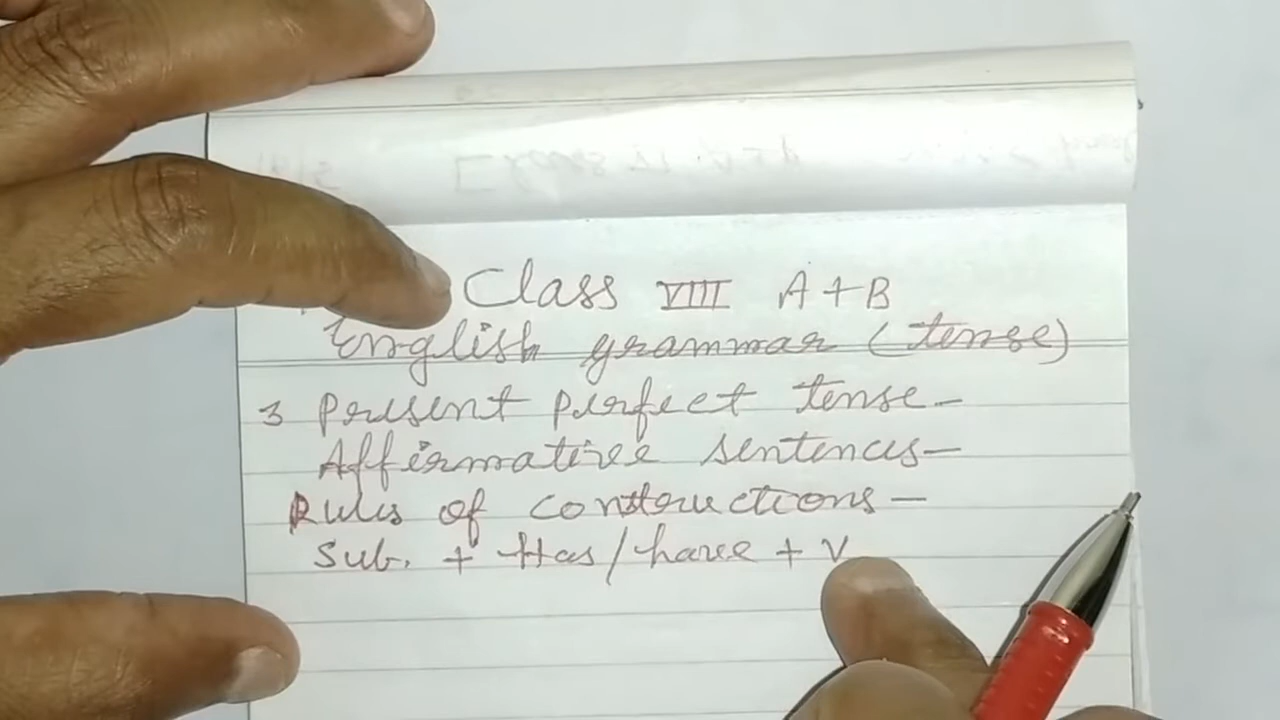 Class VIII A+B
English grammar (tense)
3 Present perfect tense-
Affirmative sentences-
Rules of constructions-
Sub. + Has/have + V